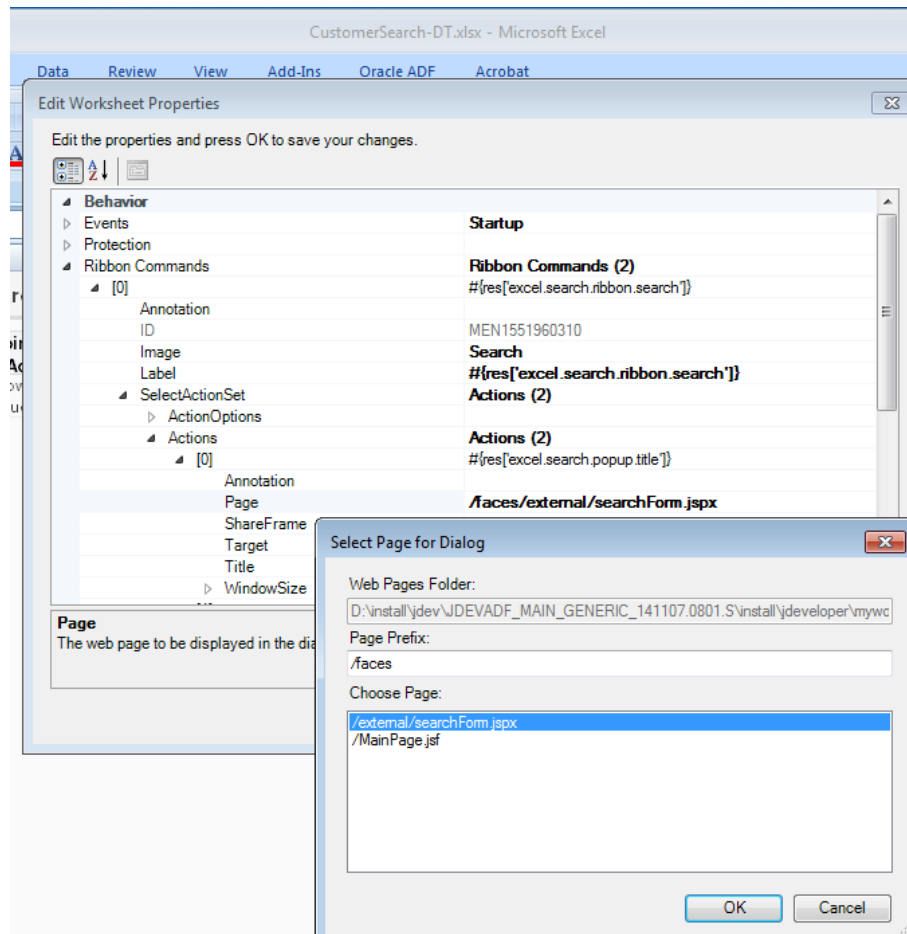 CustomerSearch-DT.xlsx - Microsoft Excel
Data Review View Add-Ins Oracle ADF Acrobat
Edit Worksheet Properties
Edit the properties and press OK to save your changes.
Behavior
Events Startup
Protection
Ribbon Commands Ribbon Commands (2)
[0] #{res['excel.search.ribbon.search']}
Annotation
ID MEN1551960310
Image Search
Label #{res['excel.search.ribbon.search']}
SelectActionSet Actions (2)
ActionOptions
Actions Actions (2)
[0] #{res['excel.search.popup.title']}
Annotation
Page /faces/external/searchForm.jspx
ShareFrame
Target
Title
WindowSize
Page
The web page to be displayed in the dia
Select Page for Dialog
Web Pages Folder:
D:\install\jdev\JDEVADF_MAIN_GENERIC_141107.0801.S\install\jdeveloper\mywo
Page Prefix:
/faces
Choose Page:
/external/searchForm.jspx
/MainPage.jsf
OK Cancel